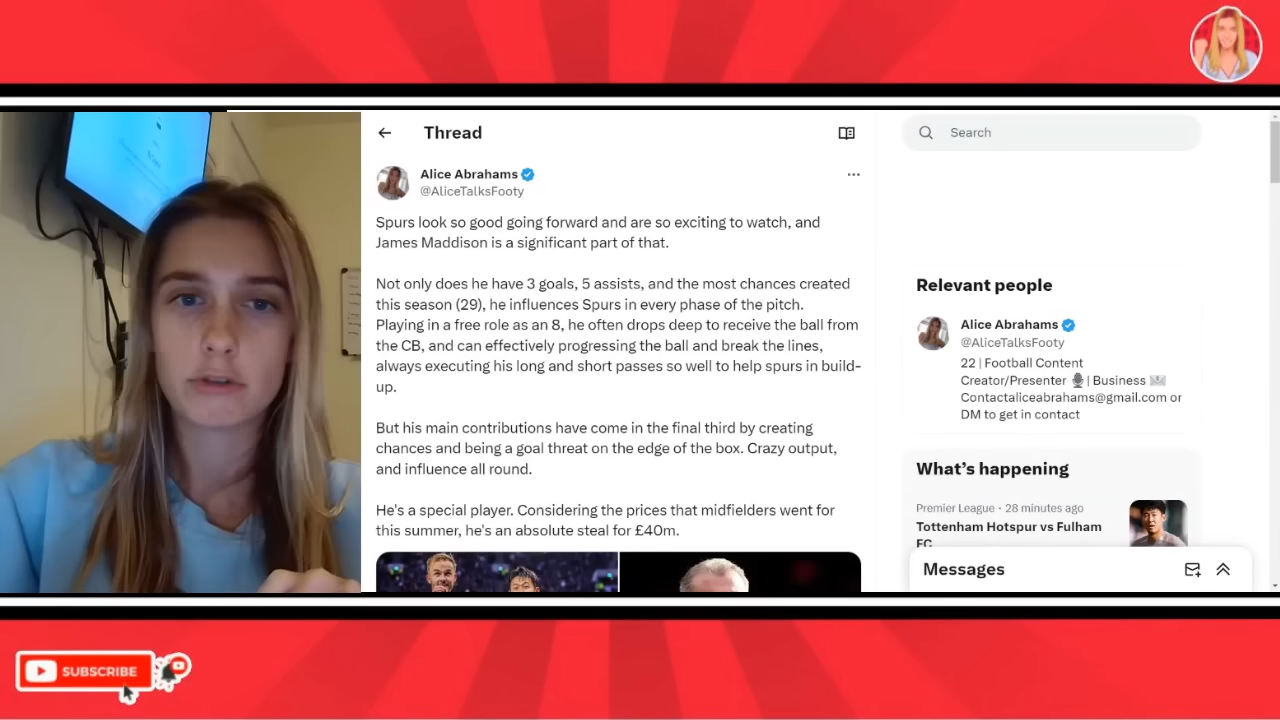 Thread
Search
Alice Abrahams
@AliceTalksFooty
Spurs look so good going forward and are so exciting to watch, and
James Maddison is a significant part of that.
Not only does he have 3 goals, 5 assists, and the most chances created
this season (29), he influences Spurs in every phase of the pitch.
Playing in a free role as an 8, he often drops deep to receive the ball from
the CB, and can effectively progressing the ball and break the lines,
always executing his long and short passes so well to help spurs in build-
up.
But his main contributions have come in the final third by creating
chances and being a goal threat on the edge of the box. Crazy output,
and influence all round.
He's a special player. Considering the prices that midfielders went for
this summer, he's an absolute steal for £40m.
Relevant people
Alice Abrahams
@AliceTalksFooty
22 | Football Content
Creator/Presenter 🎙️| Business 📨
Contactaliceabrahams@gmail.com or
DM to get in contact
What's happening
Premier League · 28 minutes ago
Tottenham Hotspur vs Fulham
FC
Messages
SUBSCRIBE